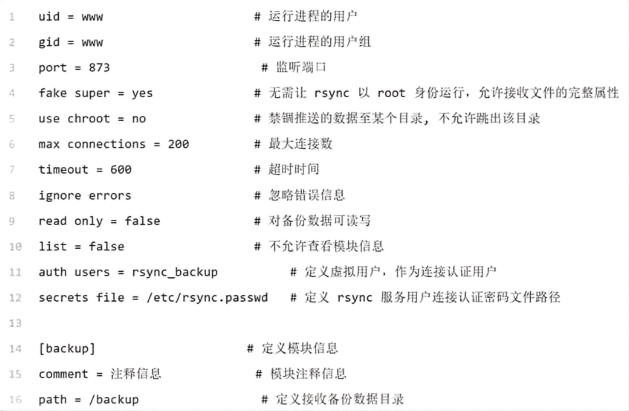 1 uid = www # 运行进程的用户
2 gid = www # 运行进程的用户组
3 port = 873 # 监听端口
4 fake super = yes # 无需让 rsync 以 root 身份运行，允许接收文件的完整属性
5 use chroot = no # 禁锢推送的数据至某个目录, 不允许跳出该目录
6 max connections = 200 # 最大连接数
7 timeout = 600 # 超时时间
8 ignore errors # 忽略错误信息
9 read only = false # 对备份数据可读写
10 list = false # 不允许查看模块信息
11 auth users = rsync_backup # 定义虚拟用户，作为连接认证用户
12 secrets file = /etc/rsync.passwd # 定义 rsync 服务用户连接认证密码文件路径
13
14 [backup] # 定义模块信息
15 comment = 注释信息 # 模块注释信息
16 path = /backup # 定义接收备份数据目录